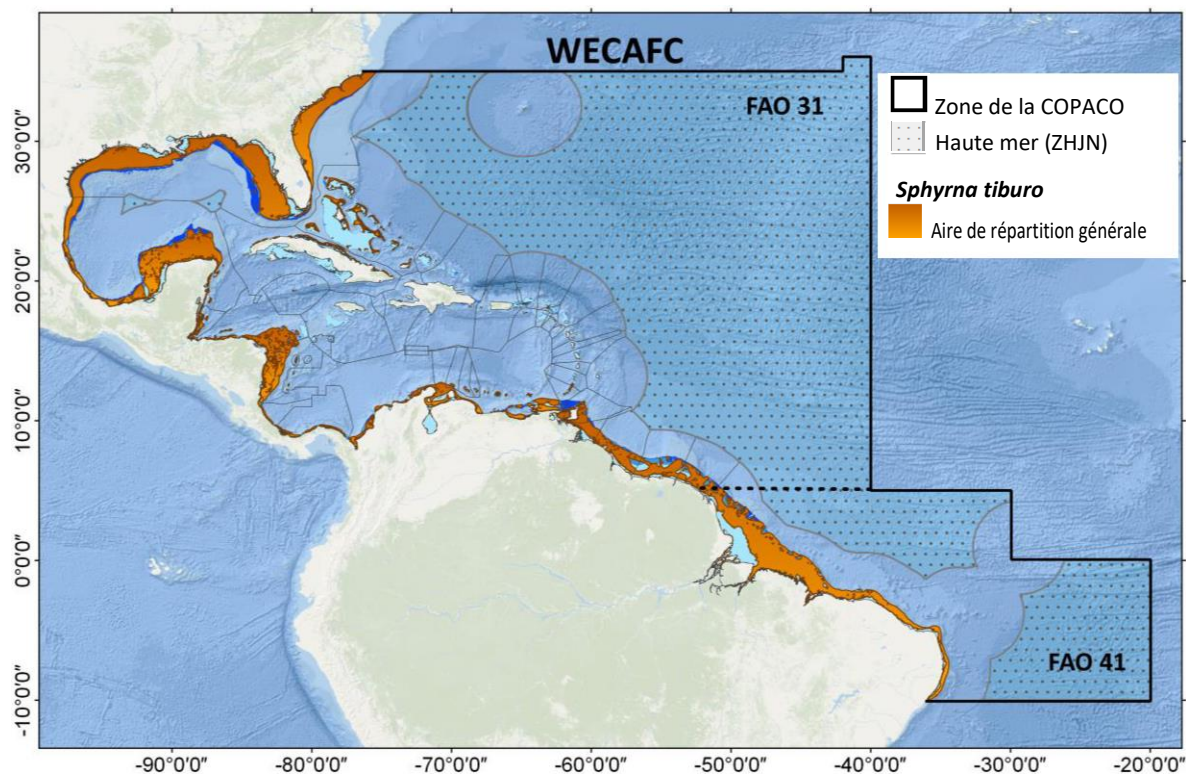 WECAFC
FAO 31
Zone de la COPACO
Haute mer (ZHJN)
Sphyrna tiburo
Aire de répartition générale
FAO 41
30°0'0"
20°0'0"
10°0'0"
0°0'0"
-10°0'0"
-90°0'0"
-80°0'0"
-70°0'0"
-60°0'0"
-50°0'0"
-40°0'0"
-30°0'0"
-20°0'0"